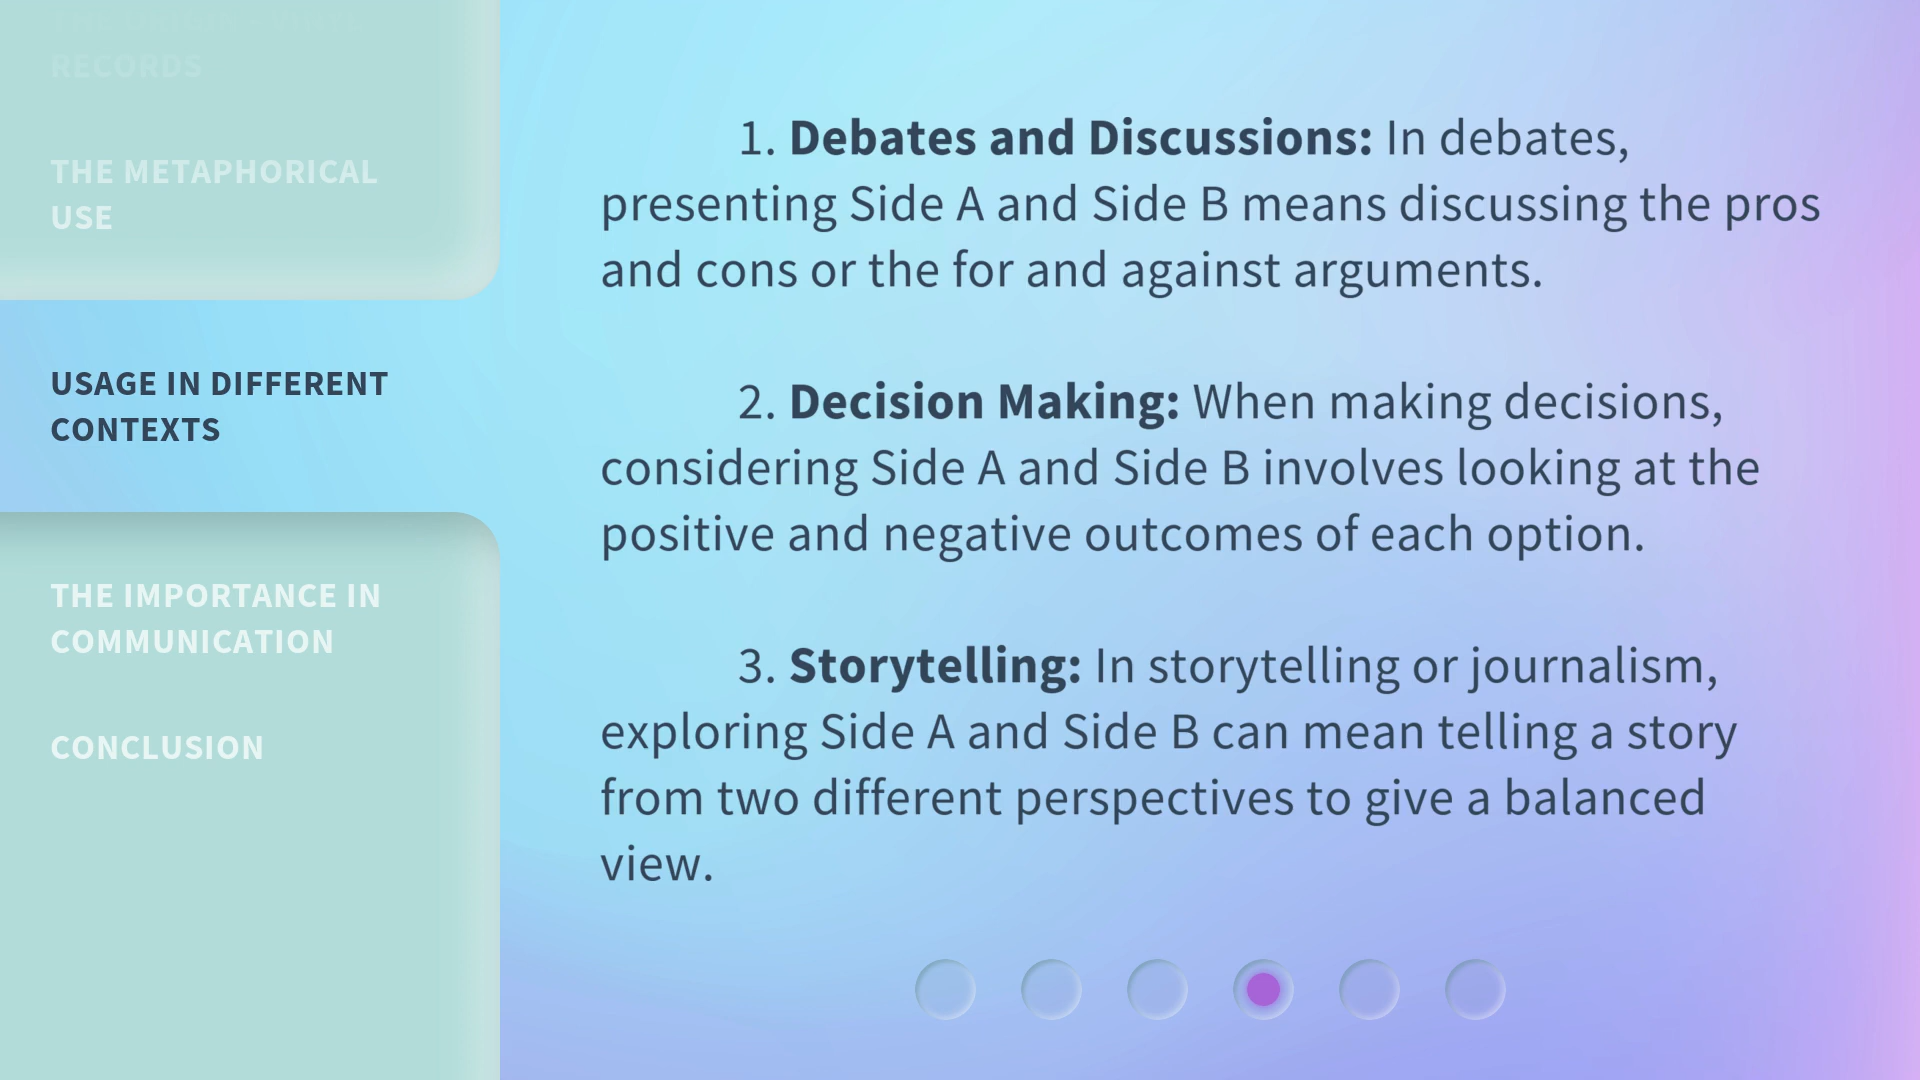 RECORDS
THE METAPHORICAL
USE
USAGE IN DIFFERENT
CONTEXTS
THE IMPORTANCE IN
COMMUNICATION
CONCLUSION
1. Debates and Discussions: In debates,
presenting Side A and Side B means discussing the pros
and cons or the for and against arguments.
2. Decision Making: When making decisions,
considering Side A and Side B involves looking at the
positive and negative outcomes of each option.
3. Storytelling: In storytelling or journalism,
exploring Side A and Side B can mean telling a story
from two different perspectives to give a balanced
view.